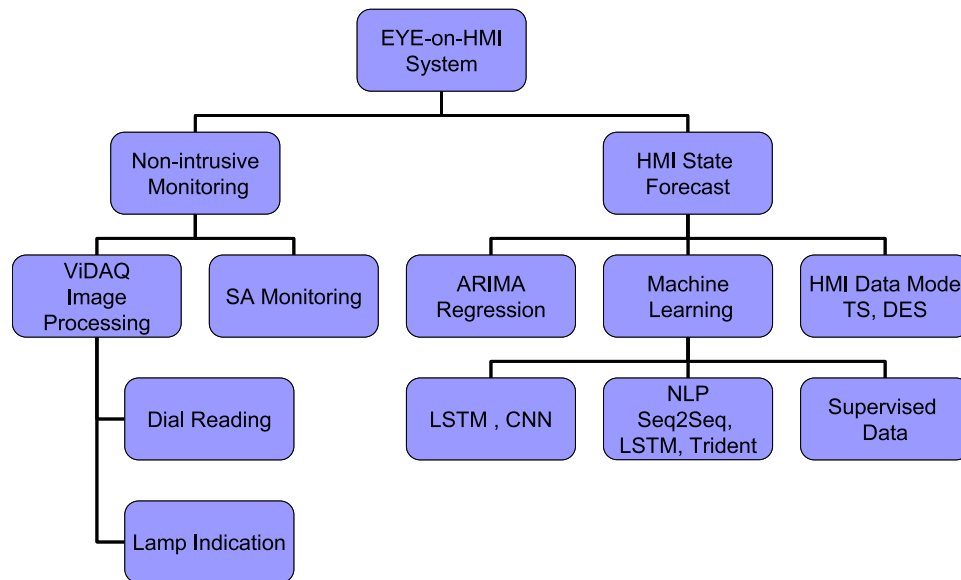 EYE-on-HMI
System
Non-intrusive
Monitoring
HMI State
Forecast
ViDAQ
Image
Processing
SA Monitoring
ARIMA
Regression
Machine
Learning
HMI Data Mode
TS, DES
Dial Reading
Lamp Indication
LSTM , CNN
NLP
Seq2Seq,
LSTM, Trident
Supervised
Data